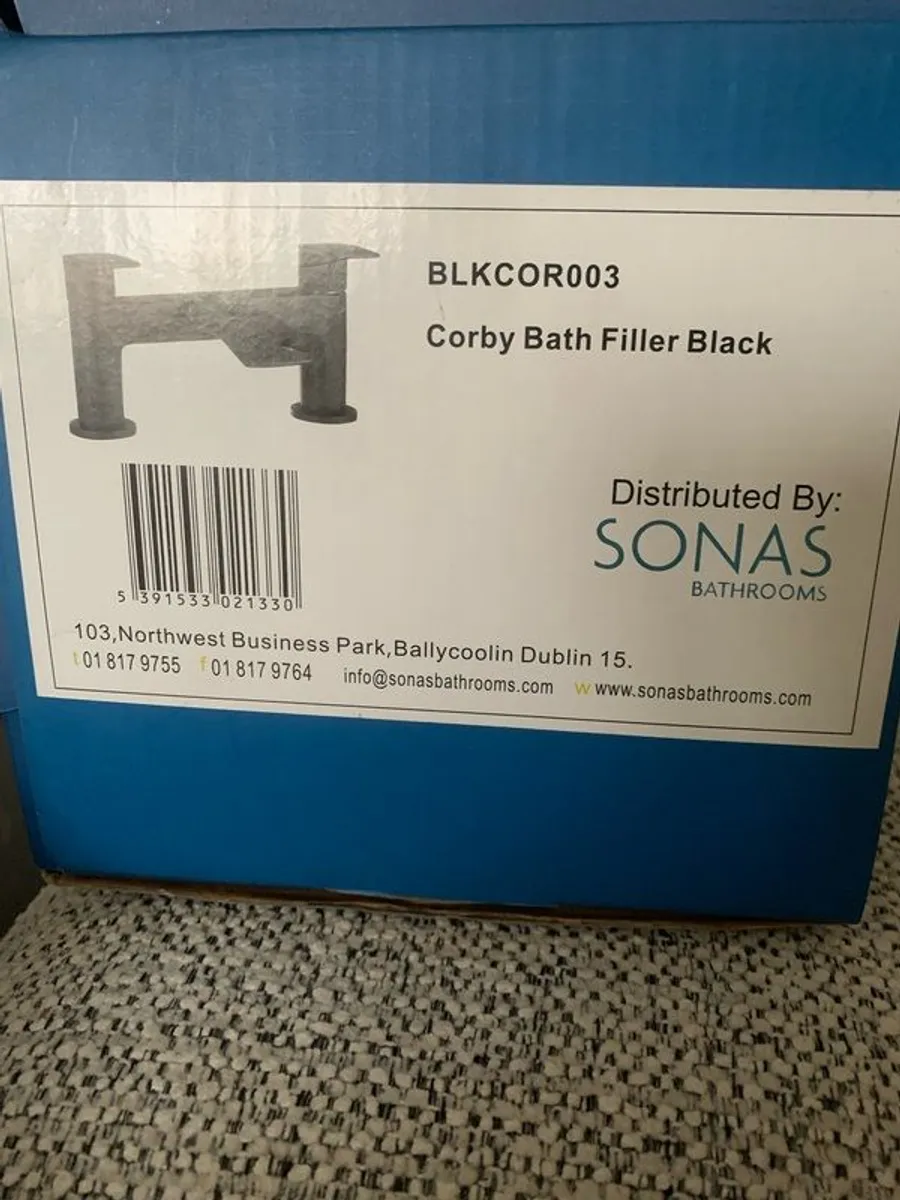 BLKCOR003
Corby Bath Filler Black
Distributed By:
SONAS
BATHROOMS
5 391533 021330
103,Northwest Business Park,Ballycoolin Dublin 15.
t 01 817 9755 f 01 817 9764 info@sonasbathrooms.com w www.sonasbathrooms.com